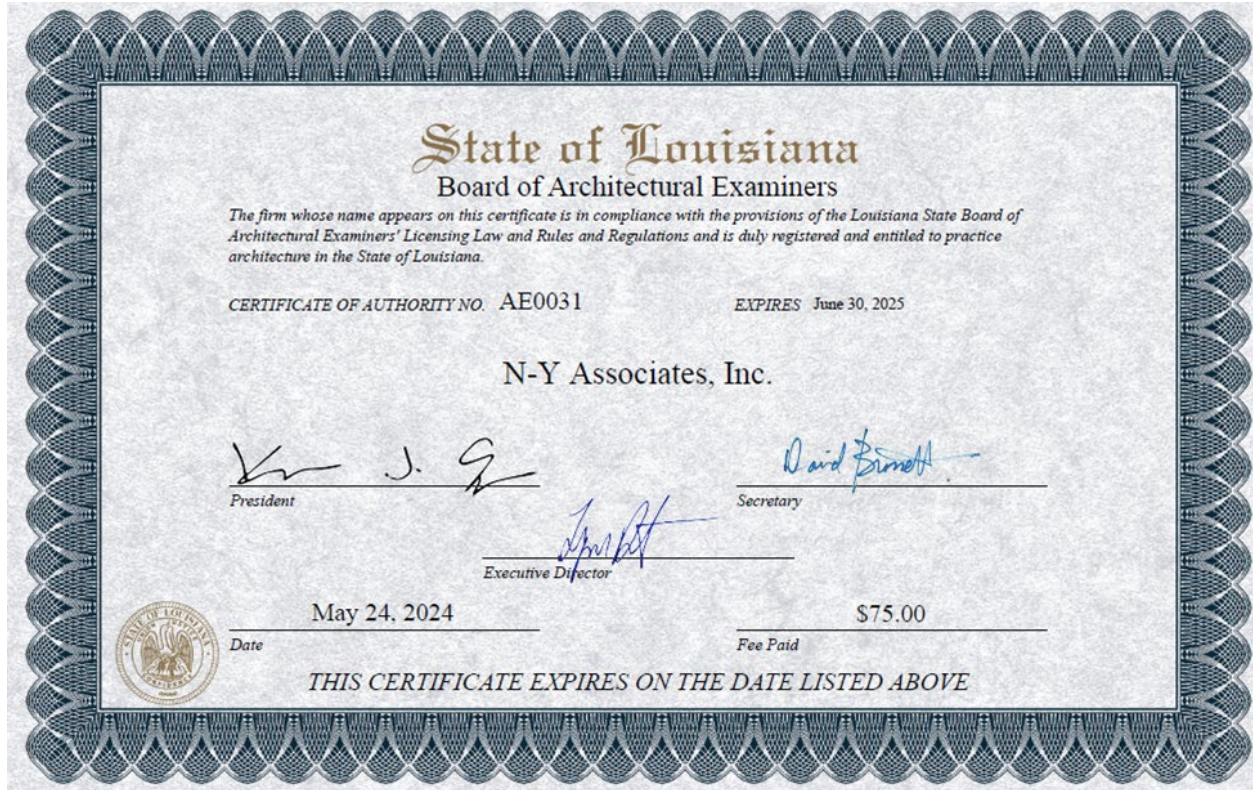 State of Louisiana
Board of Architectural Examiners
The firm whose name appears on this certificate is in compliance with the provisions of the Louisiana State Board of
Architectural Examiners' Licensing Law and Rules and Regulations and is duly registered and entitled to practice
architecture in the State of Louisiana.
CERTIFICATE OF AUTHORITY NO. AE0031 EXPIRES June 30, 2025
N-Y Associates, Inc.
J. David
President Secretary
Executive Director
May 24, 2024 $75.00
STATE OF LOUISIANA
CONFIDENCE
Date Fee Paid
THIS CERTIFICATE EXPIRES ON THE DATE LISTED ABOVE